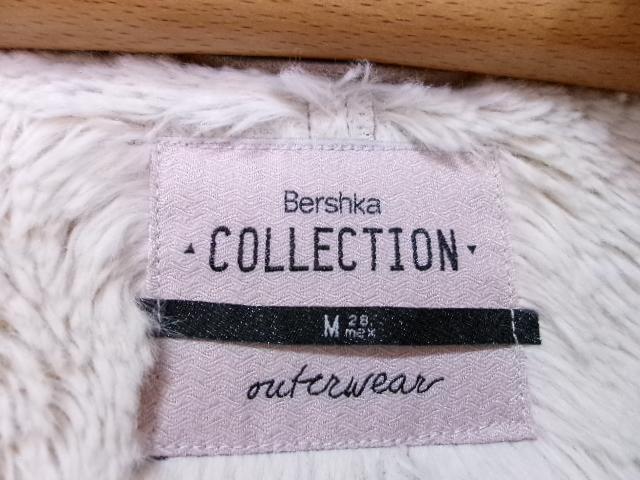 Bershka
COLLECTION
M 28 mex
outerwear